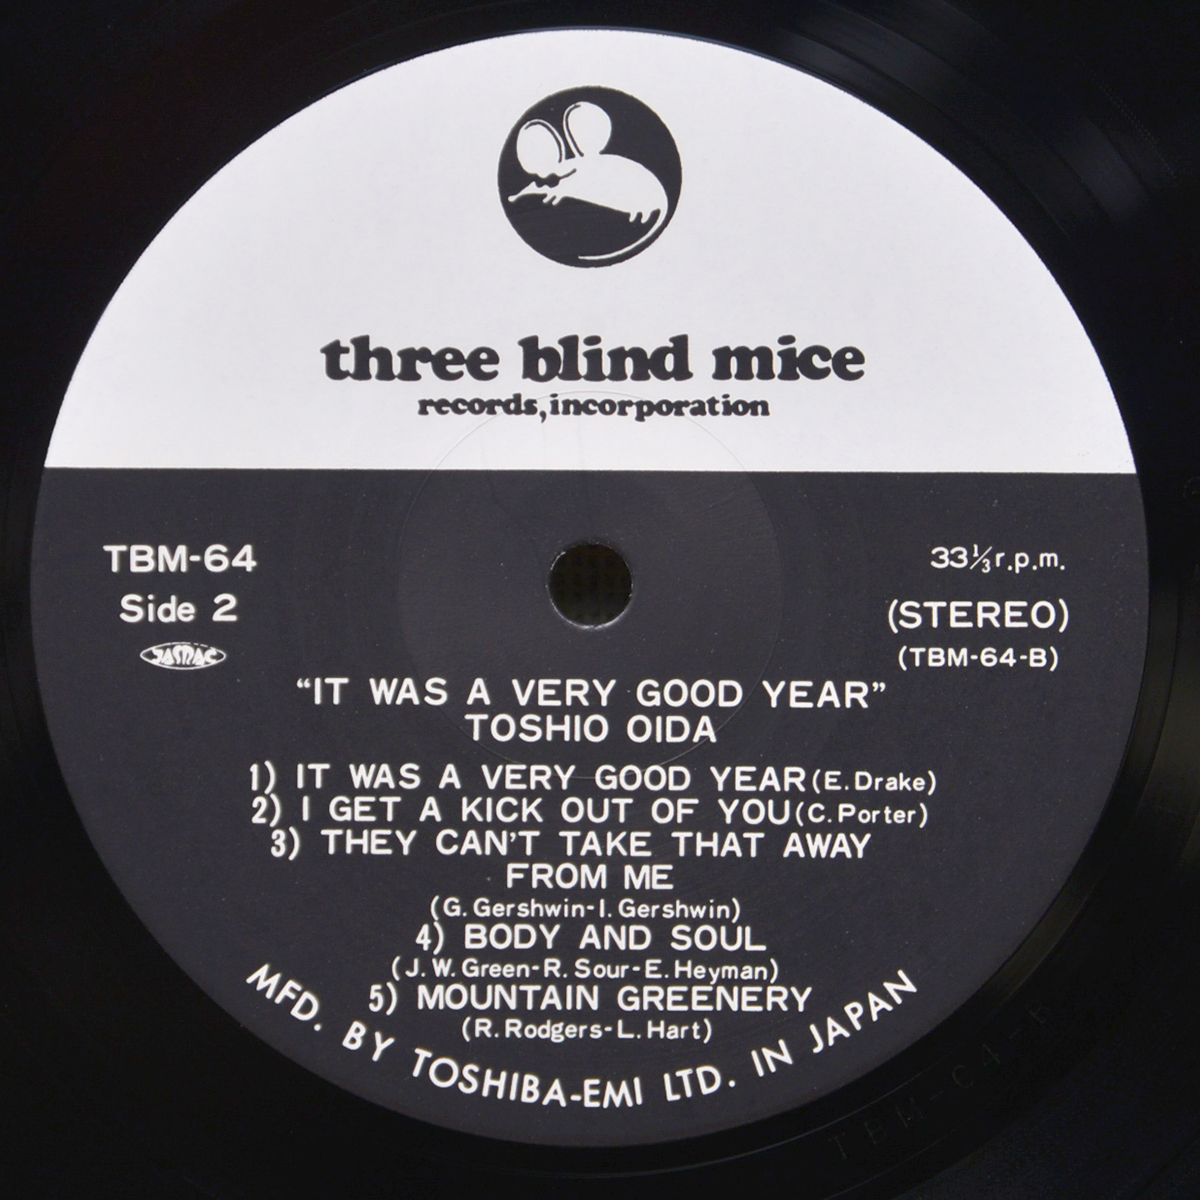 three blind mice
records, incorporation
TBM-64
33⅓ r.p.m.
Side 2
(STEREO)
JASRAC
(TBM-64-B)
“IT WAS A VERY GOOD YEAR”
TOSHIO OIDA
1) IT WAS A VERY GOOD YEAR (E. Drake)
2) I GET A KICK OUT OF YOU (C. Porter)
3) THEY CAN'T TAKE THAT AWAY
FROM ME
(G. Gershwin-I. Gershwin)
4) BODY AND SOUL
(J. W. Green-R. Sour-E. Heyman)
5) MOUNTAIN GREENERY
(R. Rodgers-L. Hart)
MFD. BY TOSHIBA-EMI LTD. IN JAPAN